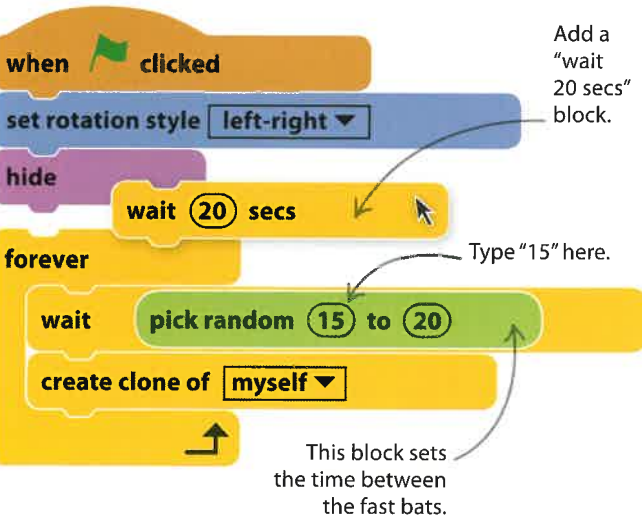 when clicked
set rotation style left-right
hide
wait 20 secs
forever
wait pick random 15 to 20
create clone of myself
Add a
“wait
20 secs”
block.
Type “15” here.
This block sets
the time between
the fast bats.